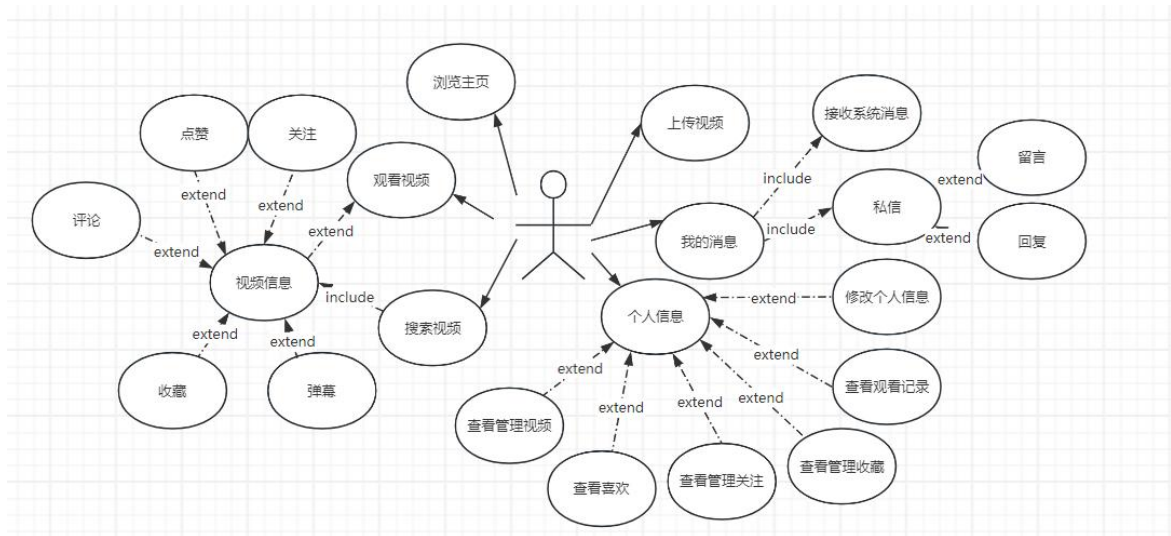 浏览主页
上传视频
接收系统消息
点赞
关注
观看视频
留言
extend
extend
extend
include
私信
extend
评论
extend
extend
我的消息
include
extend
回复
视频信息
include
搜索视频
个人信息
extend
修改个人信息
extend
extend
收藏
弹幕
extend
查看观看记录
extend
extend
extend
extend
查看管理视频
查看喜欢
查看管理关注
查看管理收藏